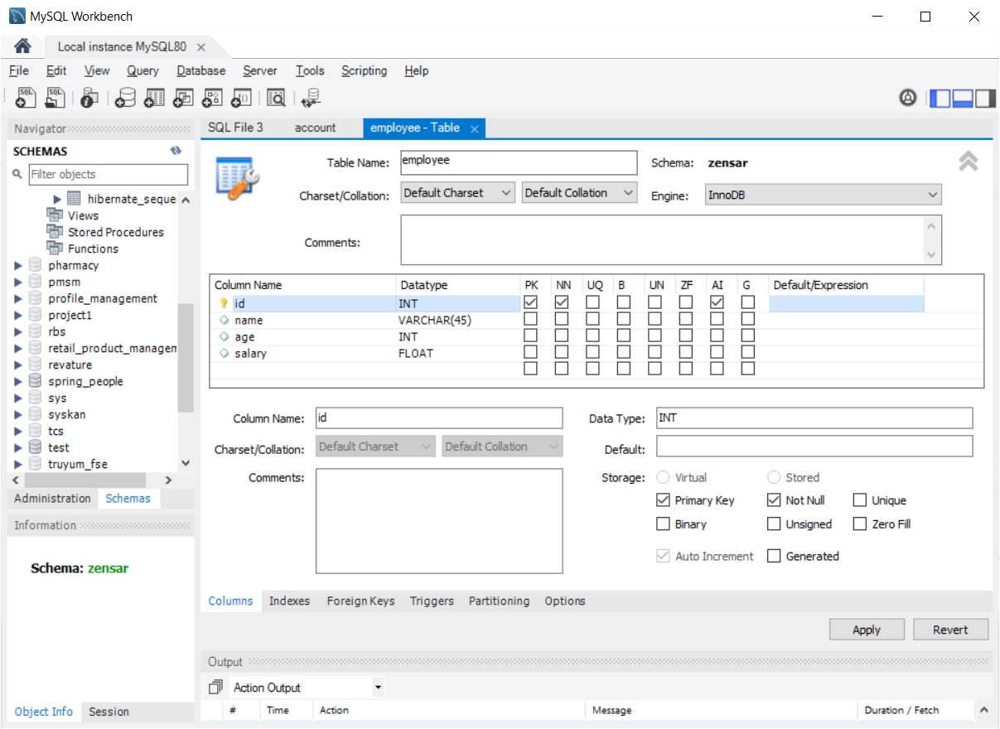 MySQL Workbench
Local instance MySQL80
File Edit View Query Database Server Tools Scripting Help
Navigator
SCHEMAS
Filter objects
hibernate_seque
Views
Stored Procedures
Functions
pharmacy
pmsm
profile_management
project1
rbs
retail_product_managem
revature
spring_people
sys
syskan
tcs
test
truyum_fse
Administration Schemas
Information
Schema: zensar
Object Info Session
SQL File 3 account employee - Table
Table Name: employee Schema: zensar
Charset/Collation: Default Charset Default Collation Engine: InnoDB
Comments:
Column Name Datatype PK NN UQ B UN ZF AI G Default/Expression
id INT
name VARCHAR(45)
age INT
salary FLOAT
Column Name: id Data Type: INT
Charset/Collation: Default Charset Default Collation Default:
Comments: Storage: Virtual Stored
Primary Key Not Null Unique
Binary Unsigned Zero Fill
Auto Increment Generated
Columns Indexes Foreign Keys Triggers Partitioning Options
Apply Revert
Output
Action Output
# Time Action Message Duration / Fetch